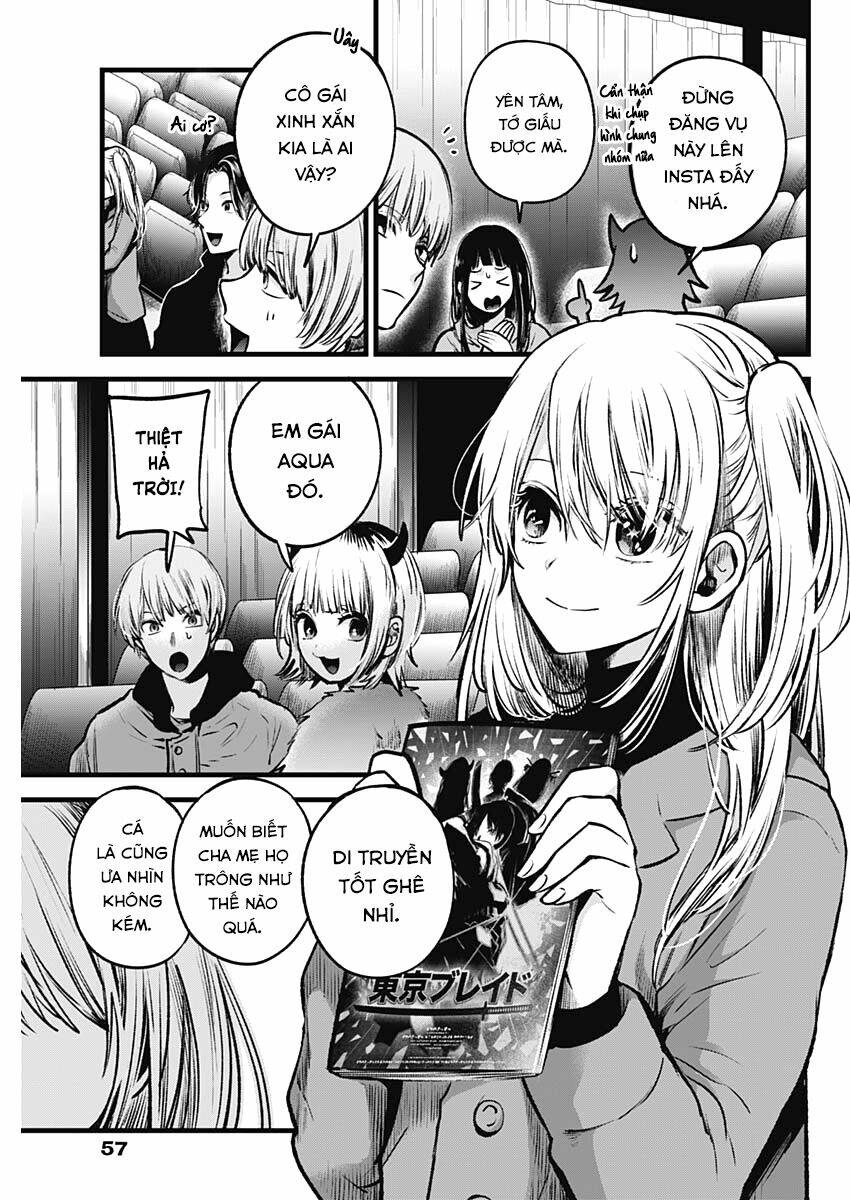 ĐỪNG
ĐĂNG VỤ
NÀY LÊN
INSTA ĐẤY
NHÁ.
Cẩn thận
khi chụp
hình chung
nhóm nữa
YÊN TÂM,
TỚ GIẤU
ĐƯỢC MÀ.
Uầy
CÔ GÁI
XINH XẮN
KIA LÀ AI
VẬY?
Ai cơ?
EM GÁI
AQUA
ĐÓ.
THIỆT
HẢ
TRỜI!
DI TRUYỀN
TỐT GHÊ
NHỈ.
MUỐN BIẾT
CHA MẸ HỌ
TRÔNG NHƯ
THẾ NÀO
QUÁ.
CÁ
LÀ CŨNG
ƯA NHÌN
KHÔNG
KÉM.
東京ブレイド
57